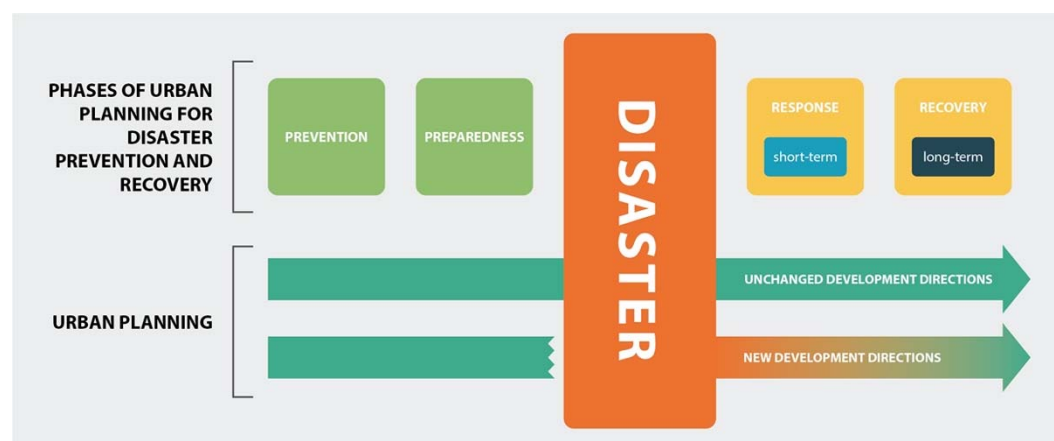 PHASES OF URBAN
PLANNING FOR
DISASTER
PREVENTION AND
RECOVERY
PREVENTION
PREPAREDNESS
DISASTER
RESPONSE
short-term
RECOVERY
long-term
URBAN PLANNING
UNCHANGED DEVELOPMENT DIRECTIONS
NEW DEVELOPMENT DIRECTIONS